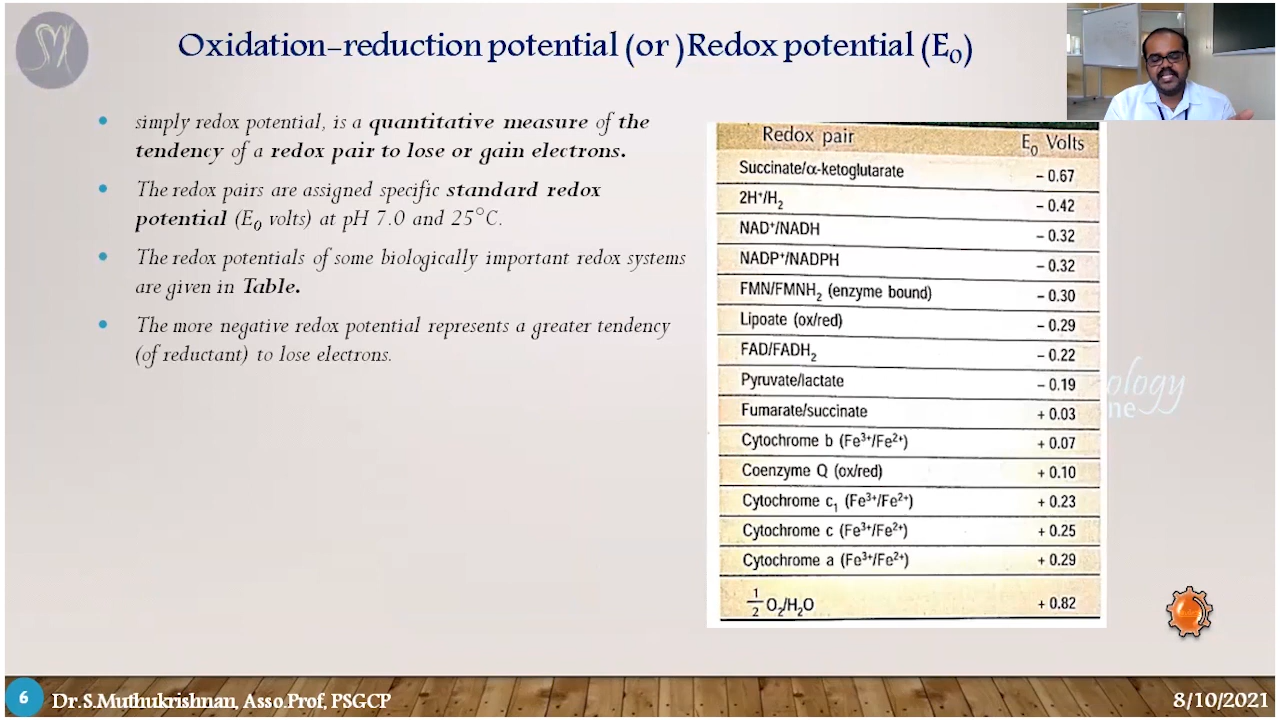 Oxidation-reduction potential (or )Redox potential (E0)
simply redox potential is a quantitative measure of the
tendency of a redox pair to lose or gain electrons.
The redox pairs are assigned specific standard redox
potential (E0 volts) at pH 7.0 and 25°C.
The redox potentials of some biologically important redox systems
are given in Table.
The more negative redox potential represents a greater tendency
(of reductant) to lose electrons.
Redox pair E0 Volts
Succinate/α-ketoglutarate – 0.67
2H⁺/H₂ – 0.42
NAD⁺/NADH – 0.32
NADP⁺/NADPH – 0.32
FMN/FMNH₂ (enzyme bound) – 0.30
Lipoate (ox/red) – 0.29
FAD/FADH₂ – 0.22
Pyruvate/lactate – 0.19
Fumarate/succinate + 0.03
Cytochrome b (Fe³⁺/Fe²⁺) + 0.07
Coenzyme Q (ox/red) + 0.10
Cytochrome c₁ (Fe³⁺/Fe²⁺) + 0.23
Cytochrome c (Fe³⁺/Fe²⁺) + 0.25
Cytochrome a (Fe³⁺/Fe²⁺) + 0.29
½ O₂/H₂O + 0.82
ology
ne
6 Dr.S.Muthukrishnan, Asso.Prof, PSGCP 8/10/2021